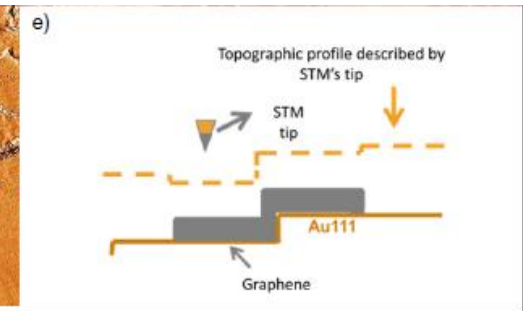 e)
Topographic profile described by
STM's tip
STM
tip
Au111
Graphene